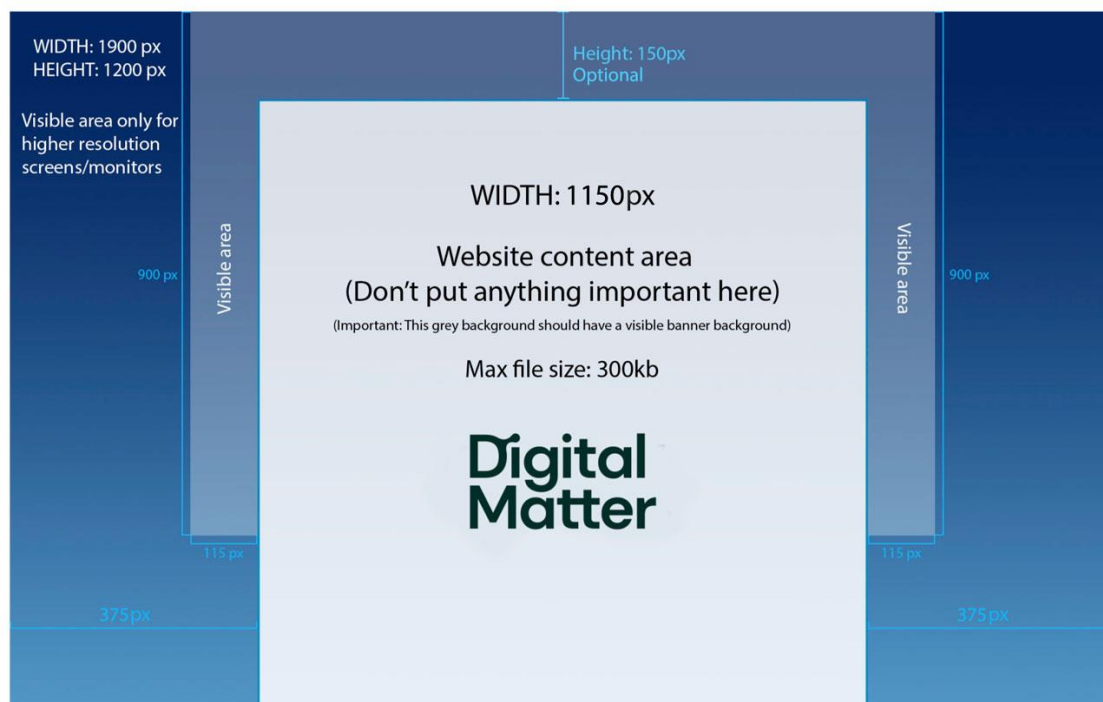 WIDTH: 1900 px
HEIGHT: 1200 px
Visible area only for
higher resolution
screens/monitors
Height: 150px
Optional
WIDTH: 1150px
Website content area
(Don't put anything important here)
(Important: This grey background should have a visible banner background)
Max file size: 300kb
Digital
Matter
900 px
Visible area
Visible area
900 px
115 px
115 px
375px
375px